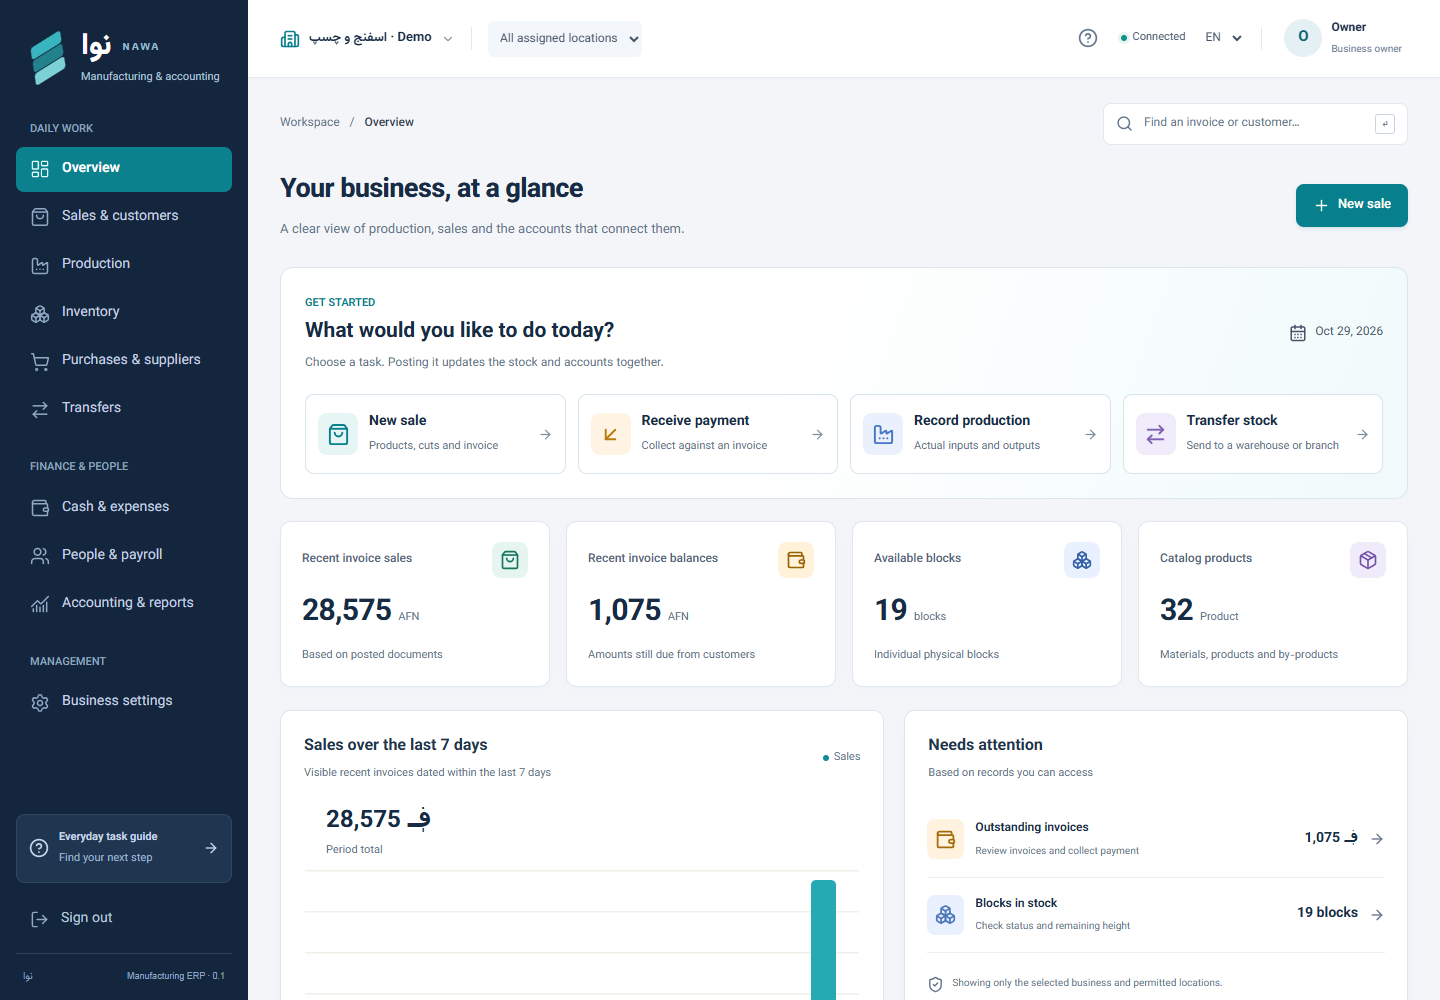 نوا NAWA
Manufacturing & accounting
DAILY WORK
Overview
Sales & customers
Production
Inventory
Purchases & suppliers
Transfers
FINANCE & PEOPLE
Cash & expenses
People & payroll
Accounting & reports
MANAGEMENT
Business settings
Everyday task guide
Find your next step
Sign out
نوا
Manufacturing ERP · 0.1
اسفنج و چسپ · Demo
All assigned locations
Connected
EN
O
Owner
Business owner
Workspace / Overview
Find an invoice or customer...
Your business, at a glance
A clear view of production, sales and the accounts that connect them.
New sale
GET STARTED
What would you like to do today?
Choose a task. Posting it updates the stock and accounts together.
Oct 29, 2026
New sale
Products, cuts and invoice
Receive payment
Collect against an invoice
Record production
Actual inputs and outputs
Transfer stock
Send to a warehouse or branch
Recent invoice sales
28,575 AFN
Based on posted documents
Recent invoice balances
1,075 AFN
Amounts still due from customers
Available blocks
19 blocks
Individual physical blocks
Catalog products
32 Product
Materials, products and by-products
Sales over the last 7 days
Visible recent invoices dated within the last 7 days
Sales
28,575 ؋
Period total
Needs attention
Based on records you can access
Outstanding invoices
Review invoices and collect payment
1,075 ؋
Blocks in stock
Check status and remaining height
19 blocks
Showing only the selected business and permitted locations.